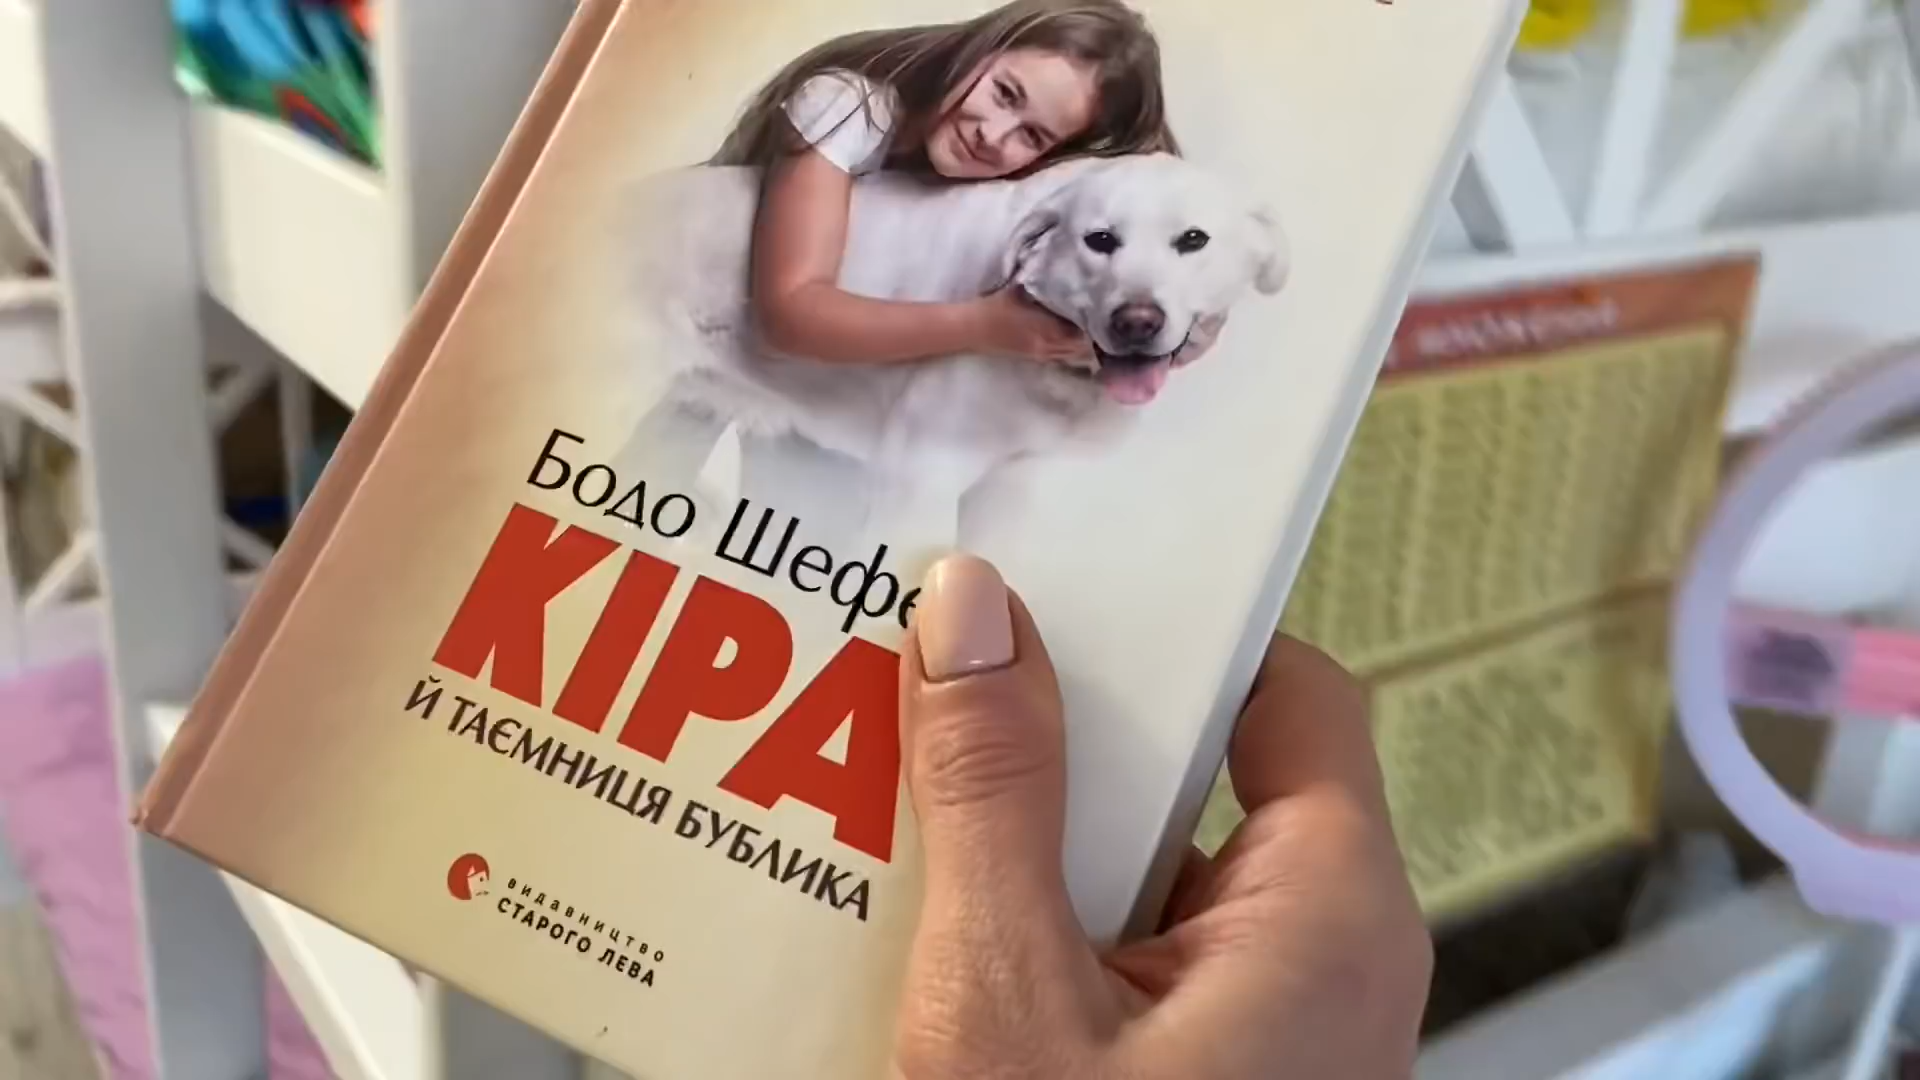 Бодо Шефе
КІРА
Й ТАЄМНИЦЯ БУБЛИКА
видавництво
СТАРОГО ЛЕВА